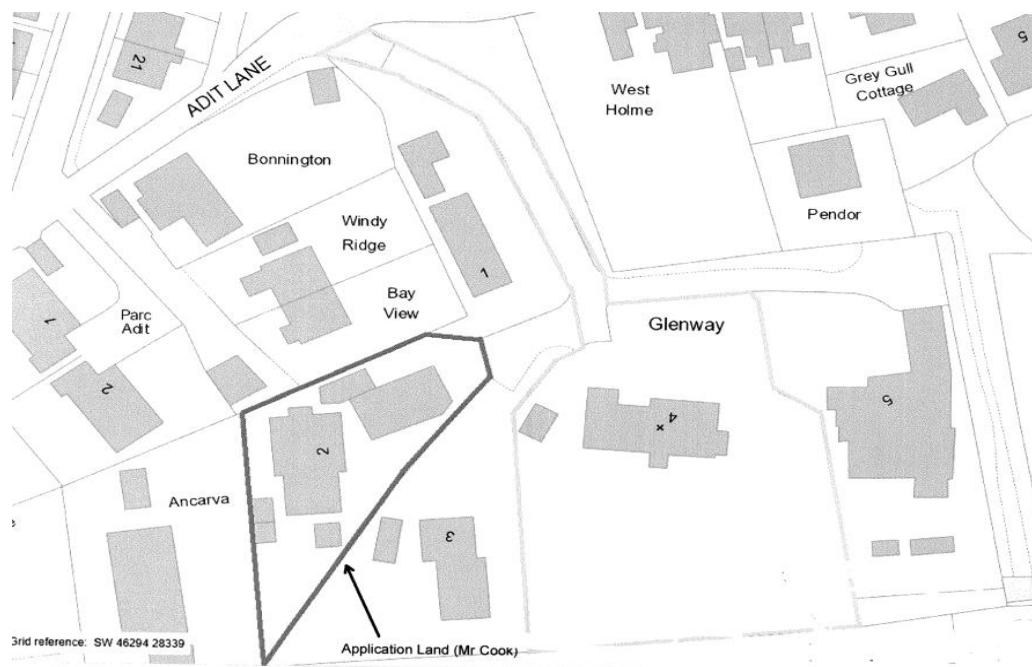 21
ADIT LANE
5
Grey Gull
Cottage
West
Holme
Bonnington
Pendor
Windy
Ridge
1
Bay
View
1
Parc
Adit
2
Glenway
4
5
2
Ancarva
3
Grid reference: SW 46294 28339
Application Land (Mr Cook)